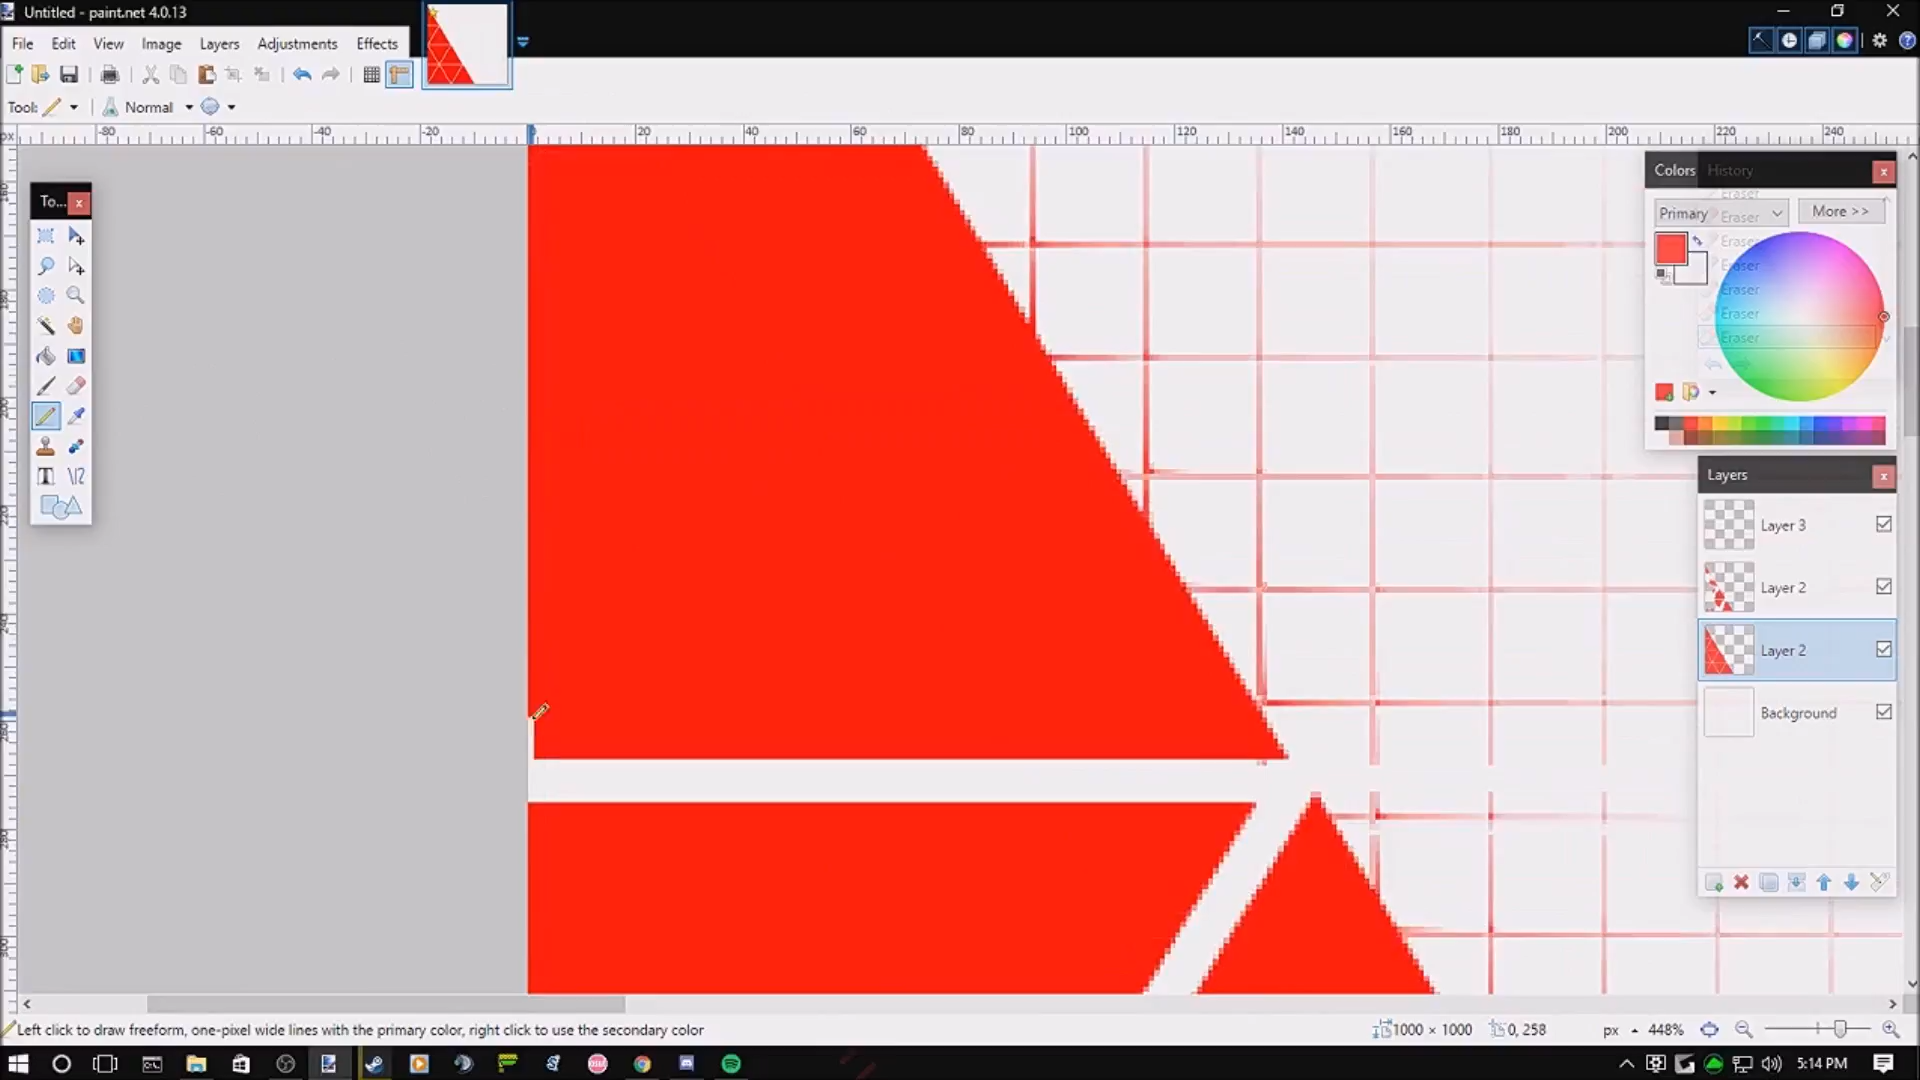 Untitled - paint.net 4.0.13
File Edit View Image Layers Adjustments Effects
Tool: Normal
px -80 -60 -40 -20 0 20 40 60 80 100 120 140 160 180 200 220 240
To...
Colors History
Primary More >>
Eraser
Eraser
Eraser
Eraser
Eraser
Eraser
Eraser
Layers
Layer 3
Layer 2
Layer 2
Background
Left click to draw freeform, one-pixel wide lines with the primary color, right click to use the secondary color
1000 × 1000 0, 258 px 448%
5:14 PM